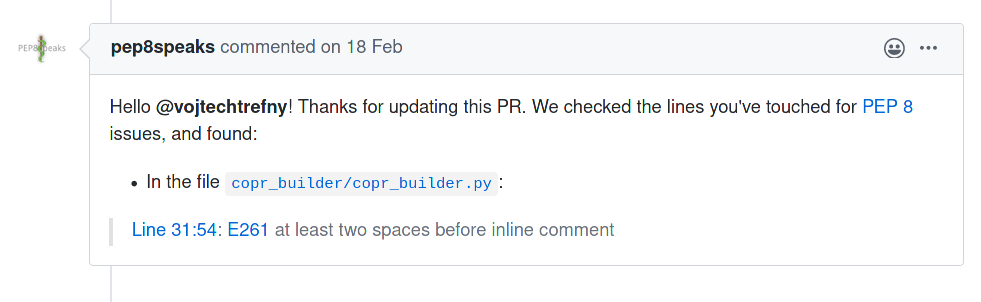 PEP8Speaks
pep8speaks commented on 18 Feb
Hello @vojtechtrefny! Thanks for updating this PR. We checked the lines you've touched for PEP 8
issues, and found:
• In the file copr_builder/copr_builder.py:
Line 31:54: E261 at least two spaces before inline comment